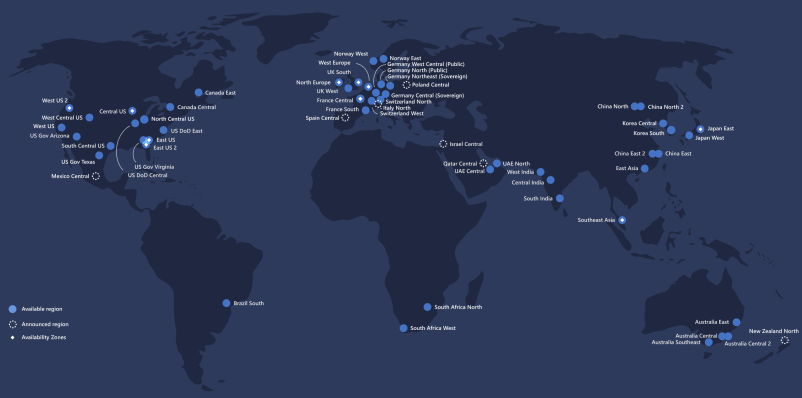 Norway West
Norway East
West Europe
Germany West Central (Public)
Germany North (Public)
UK South
Germany Northeast (Sovereign)
North Europe
Poland Central
UK West
Germany Central (Sovereign)
France Central
Switzerland North
Italy North
France South
Switzerland West
Spain Central
Canada East
West US 2
Canada Central
Central US
West Central US
North Central US
West US
US DoD East
US Gov Arizona
East US
South Central US
East US 2
US Gov Texas
US Gov Virginia
Mexico Central
US DoD Central
China North
China North 2
Korea Central
Japan East
Korea South
Japan West
Israel Central
China East 2
China East
Qatar Central
UAE North
UAE Central
West India
East Asia
Central India
South India
Southeast Asia
Brazil South
South Africa North
South Africa West
Australia East
New Zealand North
Australia Central
Australia Southeast
Australia Central 2
Available region
Announced region
Availability Zones